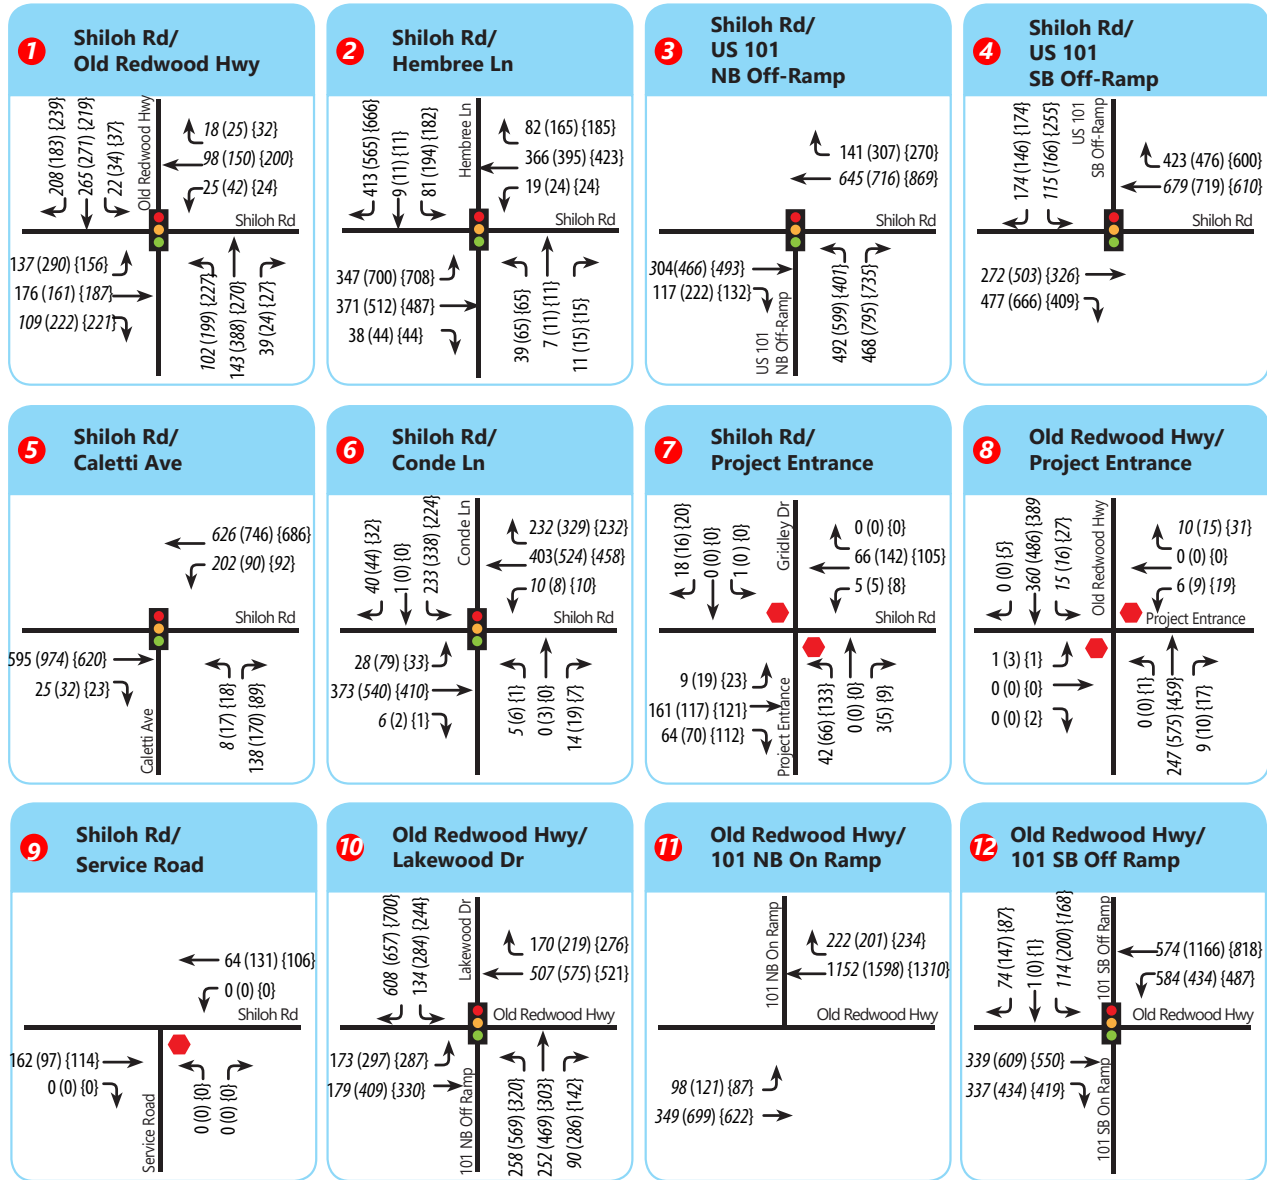 1
Shiloh Rd/
Old Redwood Hwy
208 (183) {239}
265 (271) {219}
22 (34) {37}
Old Redwood Hwy
18 (25) {32}
98 (150) {200}
25 (42) {24}
Shiloh Rd
137 (290) {156}
176 (161) {187}
109 (222) {221}
102 (199) {227}
143 (388) {270}
39 (24) {27}
2
Shiloh Rd/
Hembree Ln
413 (565) {666}
9 (11) {11}
81 (194) {182}
Hembree Ln
82 (165) {185}
366 (395) {423}
19 (24) {24}
Shiloh Rd
347 (700) {708}
371 (512) {487}
38 (44) {44}
39 (65) {65}
7 (11) {11}
11 (15) {15}
3
Shiloh Rd/
US 101
NB Off-Ramp
141 (307) {270}
645 (716) {869}
Shiloh Rd
304(466) {493}
117 (222) {132}
US 101
NB Off-Ramp
492 (599) {401}
468 (795) {735}
4
Shiloh Rd/
US 101
SB Off-Ramp
174 (146) {174}
115 (166) {255}
US 101
SB Off-Ramp
423 (476) {600}
679 (719) {610}
Shiloh Rd
272 (503) {326}
477 (666) {409}
5
Shiloh Rd/
Caletti Ave
626 (746) {686}
202 (90) {92}
Shiloh Rd
595 (974) {620}
25 (32) {23}
Caletti Ave
8 (17) {18}
138 (170) {89}
6
Shiloh Rd/
Conde Ln
40 (44) {32}
1 (0) {0}
233 (338) {224}
Conde Ln
232 (329) {232}
403(524) {458}
10 (8) {10}
Shiloh Rd
28 (79) {33}
373 (540) {410}
6 (2) {1}
5 (6) {1}
0 (3) {0}
14 (19) {7}
7
Shiloh Rd/
Project Entrance
18 (16) {20}
0 (0) {0}
1 (0 ) {0}
Gridley Dr
0 (0) {0}
66 (142) {105}
5 (5) {8}
Shiloh Rd
9 (19) {23}
161 (117) {121}
64 (70) {112}
Project Entrance
42 (66) {133}
0 (0) {0}
3(5) {9}
8
Old Redwood Hwy/
Project Entrance
0 (0) {5}
360 (486) {389
15 (16) {27}
Old Redwood Hwy
10 (15) {31}
0 (0) {0}
6 (9) {19}
Project Entrance
1 (3) {1}
0 (0) {0}
0 (0) {2}
0 (0) {1}
247 (575) {459}
9 (10) {17}
9
Shiloh Rd/
Service Road
64 (131) {106}
0 (0) {0}
Shiloh Rd
162 (97) {114}
0 (0) {0}
Service Road
0 (0) {0}
0 (0) {0}
10
Old Redwood Hwy/
Lakewood Dr
608 (657) {700}
134 (284) {244}
Lakewood Dr
170 (219) {276}
507 (575) {521}
Old Redwood Hwy
173 (297) {287}
179 (409) {330}
101 NB Off Ramp
258 (569) {320}
252 (469) {303}
90 (286) {142}
11
Old Redwood Hwy/
101 NB On Ramp
101 NB On Ramp
222 (201) {234}
1152 (1598) {1310}
Old Redwood Hwy
98 (121) {87}
349 (699) {622}
12
Old Redwood Hwy/
101 SB Off Ramp
74 (147) {87}
1 (0) {1}
114 (200) {168}
101 SB Off Ramp
574 (1166) {818}
584 (434) {487}
Old Redwood Hwy
339 (609) {550}
337 (434) {419}
101 SB On Ramp